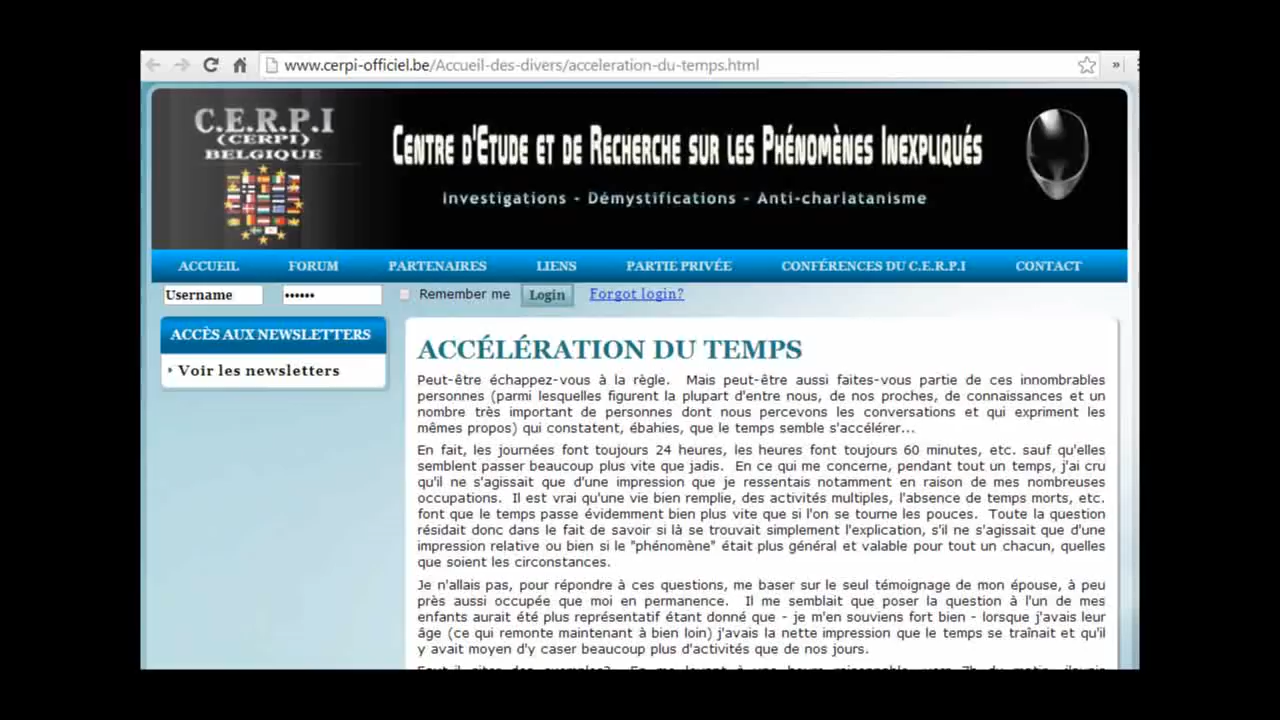 www.cerpi-officiel.be/Accueil-des-divers/acceleration-du-temps.html
C.E.R.P.I
(CERPI)
BELGIQUE
Centre d'Etude et de Recherche sur les Phénomènes Inexpliqués
Investigations - Démystifications - Anti-charlatanisme
ACCUEIL FORUM PARTENAIRES LIENS PARTIE PRIVÉE CONFÉRENCES DU C.E.R.P.I CONTACT
Username •••••• Remember me Login Forgot login?
ACCÈS AUX NEWSLETTERS
Voir les newsletters
ACCÉLÉRATION DU TEMPS
Peut-être échappez-vous à la règle. Mais peut-être aussi faites-vous partie de ces innombrables
personnes (parmi lesquelles figurent la plupart d'entre nous, de nos proches, de connaissances et un
nombre très important de personnes dont nous percevons les conversations et qui expriment les
mêmes propos) qui constatent, ébahies, que le temps semble s'accélérer...
En fait, les journées font toujours 24 heures, les heures font toujours 60 minutes, etc. sauf qu'elles
semblent passer beaucoup plus vite que jadis. En ce qui me concerne, pendant tout un temps, j'ai cru
qu'il ne s'agissait que d'une impression que je ressentais notamment en raison de mes nombreuses
occupations. Il est vrai qu'une vie bien remplie, des activités multiples, l'absence de temps morts, etc.
font que le temps passe évidemment bien plus vite que si l'on se tourne les pouces. Toute la question
résidait donc dans le fait de savoir si là se trouvait simplement l'explication, s'il ne s'agissait que d'une
impression relative ou bien si le "phénomène" était plus général et valable pour tout un chacun, quelles
que soient les circonstances.
Je n'allais pas, pour répondre à ces questions, me baser sur le seul témoignage de mon épouse, à peu
près aussi occupée que moi en permanence. Il me semblait que poser la question à l'un de mes
enfants aurait été plus représentatif étant donné que - je m'en souviens fort bien - lorsque j'avais leur
âge (ce qui remonte maintenant à bien loin) j'avais la nette impression que le temps se traînait et qu'il
y avait moyen d'y caser beaucoup plus d'activités que de nos jours.